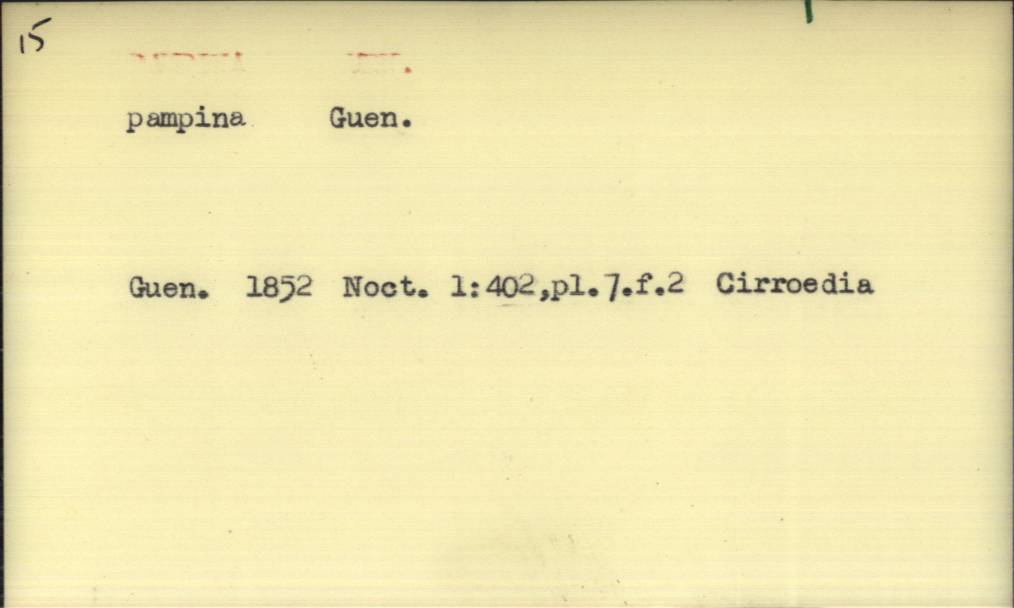 15
pampina Guen.
Guen. 1852 Noct. 1:402,pl.7.f.2 Cirroedia